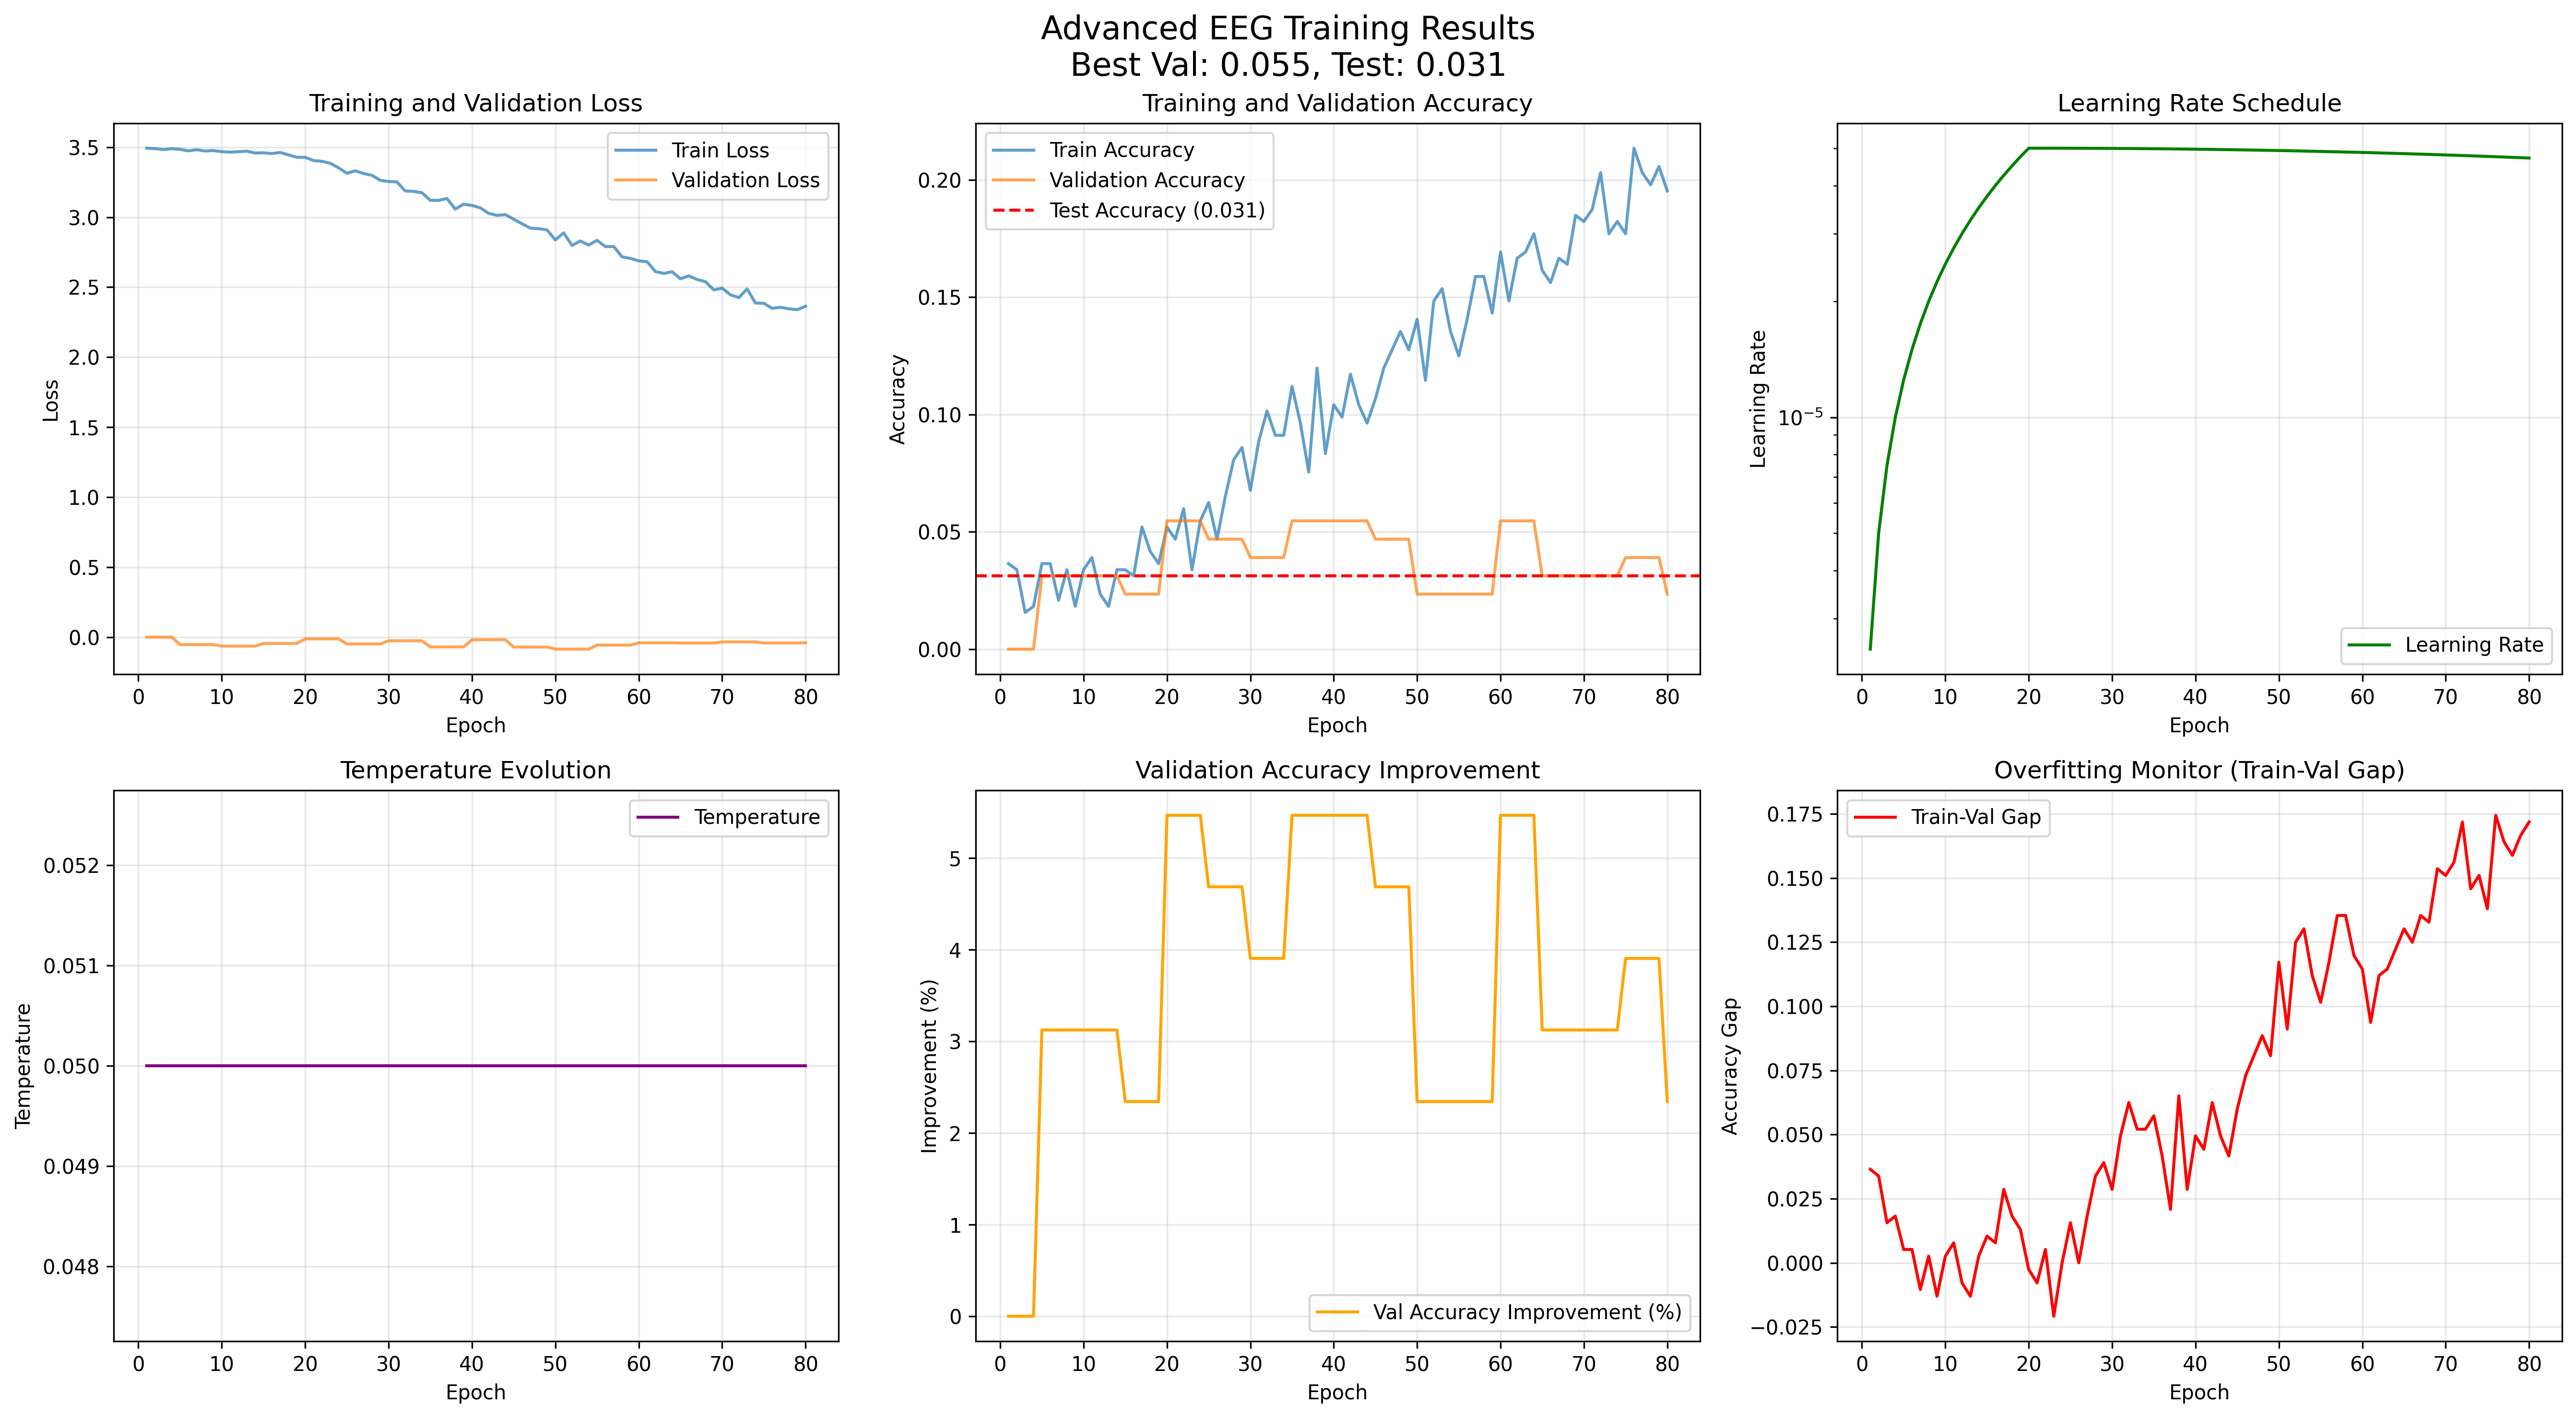 Advanced EEG Training Results
Best Val: 0.055, Test: 0.031
Training and Validation Loss
Train Loss
Validation Loss
3.5
3.0
2.5
2.0
1.5
1.0
0.5
0.0
Loss
0 10 20 30 40 50 60 70 80
Epoch
Training and Validation Accuracy
Train Accuracy
Validation Accuracy
Test Accuracy (0.031)
0.20
0.15
0.10
0.05
0.00
Accuracy
0 10 20 30 40 50 60 70 80
Epoch
Learning Rate Schedule
10⁻⁵
Learning Rate
Learning Rate
0 10 20 30 40 50 60 70 80
Epoch
Temperature Evolution
Temperature
0.052
0.051
0.050
0.049
0.048
Temperature
0 10 20 30 40 50 60 70 80
Epoch
Validation Accuracy Improvement
5
4
3
2
1
0
Improvement (%)
Val Accuracy Improvement (%)
0 10 20 30 40 50 60 70 80
Epoch
Overfitting Monitor (Train-Val Gap)
Train-Val Gap
0.175
0.150
0.125
0.100
0.075
0.050
0.025
0.000
−0.025
Accuracy Gap
0 10 20 30 40 50 60 70 80
Epoch